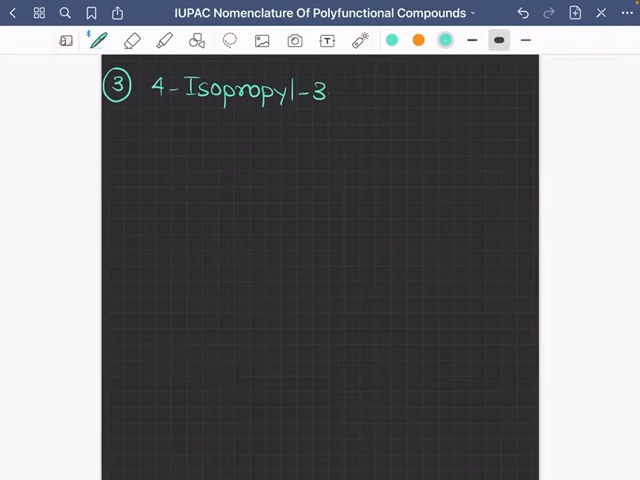 IUPAC Nomenclature Of Polyfunctional Compounds
T
3 4-Isopropyl-3